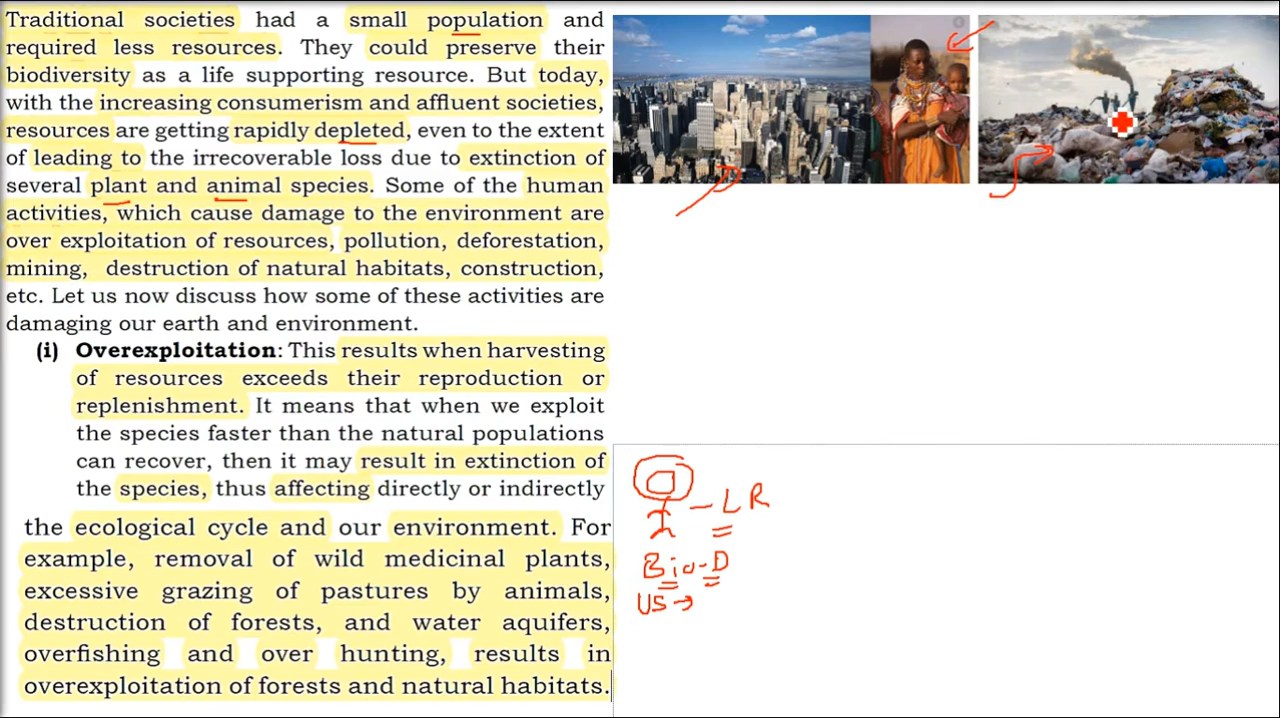 Traditional societies had a small population and
required less resources. They could preserve their
biodiversity as a life supporting resource. But today,
with the increasing consumerism and affluent societies,
resources are getting rapidly depleted, even to the extent
of leading to the irrecoverable loss due to extinction of
several plant and animal species. Some of the human
activities, which cause damage to the environment are
over exploitation of resources, pollution, deforestation,
mining, destruction of natural habitats, construction,
etc. Let us now discuss how some of these activities are
damaging our earth and environment.
(i) Overexploitation: This results when harvesting
of resources exceeds their reproduction or
replenishment. It means that when we exploit
the species faster than the natural populations
can recover, then it may result in extinction of
the species, thus affecting directly or indirectly
the ecological cycle and our environment. For
example, removal of wild medicinal plants,
excessive grazing of pastures by animals,
destruction of forests, and water aquifers,
overfishing and over hunting, results in
overexploitation of forests and natural habitats.
- L R
Bio-D
US →